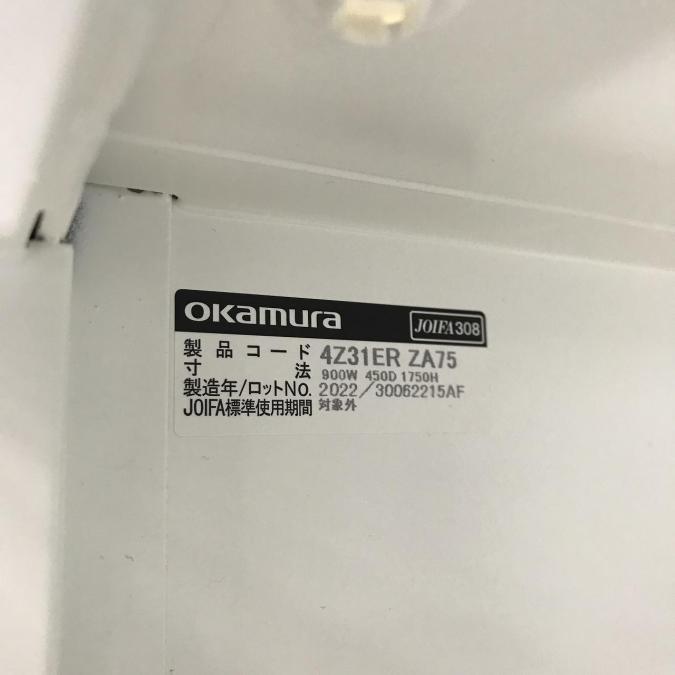 OKamura
JOIFA308
製品コード 4Z31ER ZA75
寸法 900W 450D 1750H
製造年/ロットNo. 2022/30062215AF
JOIFA標準使用期間 対象外